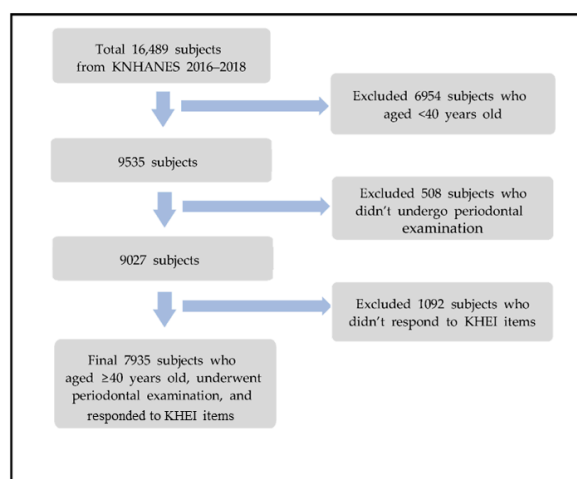 Total 16,489 subjects
from KNHANES 2016–2018
Excluded 6954 subjects who
aged <40 years old
9535 subjects
Excluded 508 subjects who
didn't undergo periodontal
examination
9027 subjects
Excluded 1092 subjects who
didn't respond to KHEI items
Final 7935 subjects who
aged ≥40 years old, underwent
periodontal examination, and
responded to KHEI items